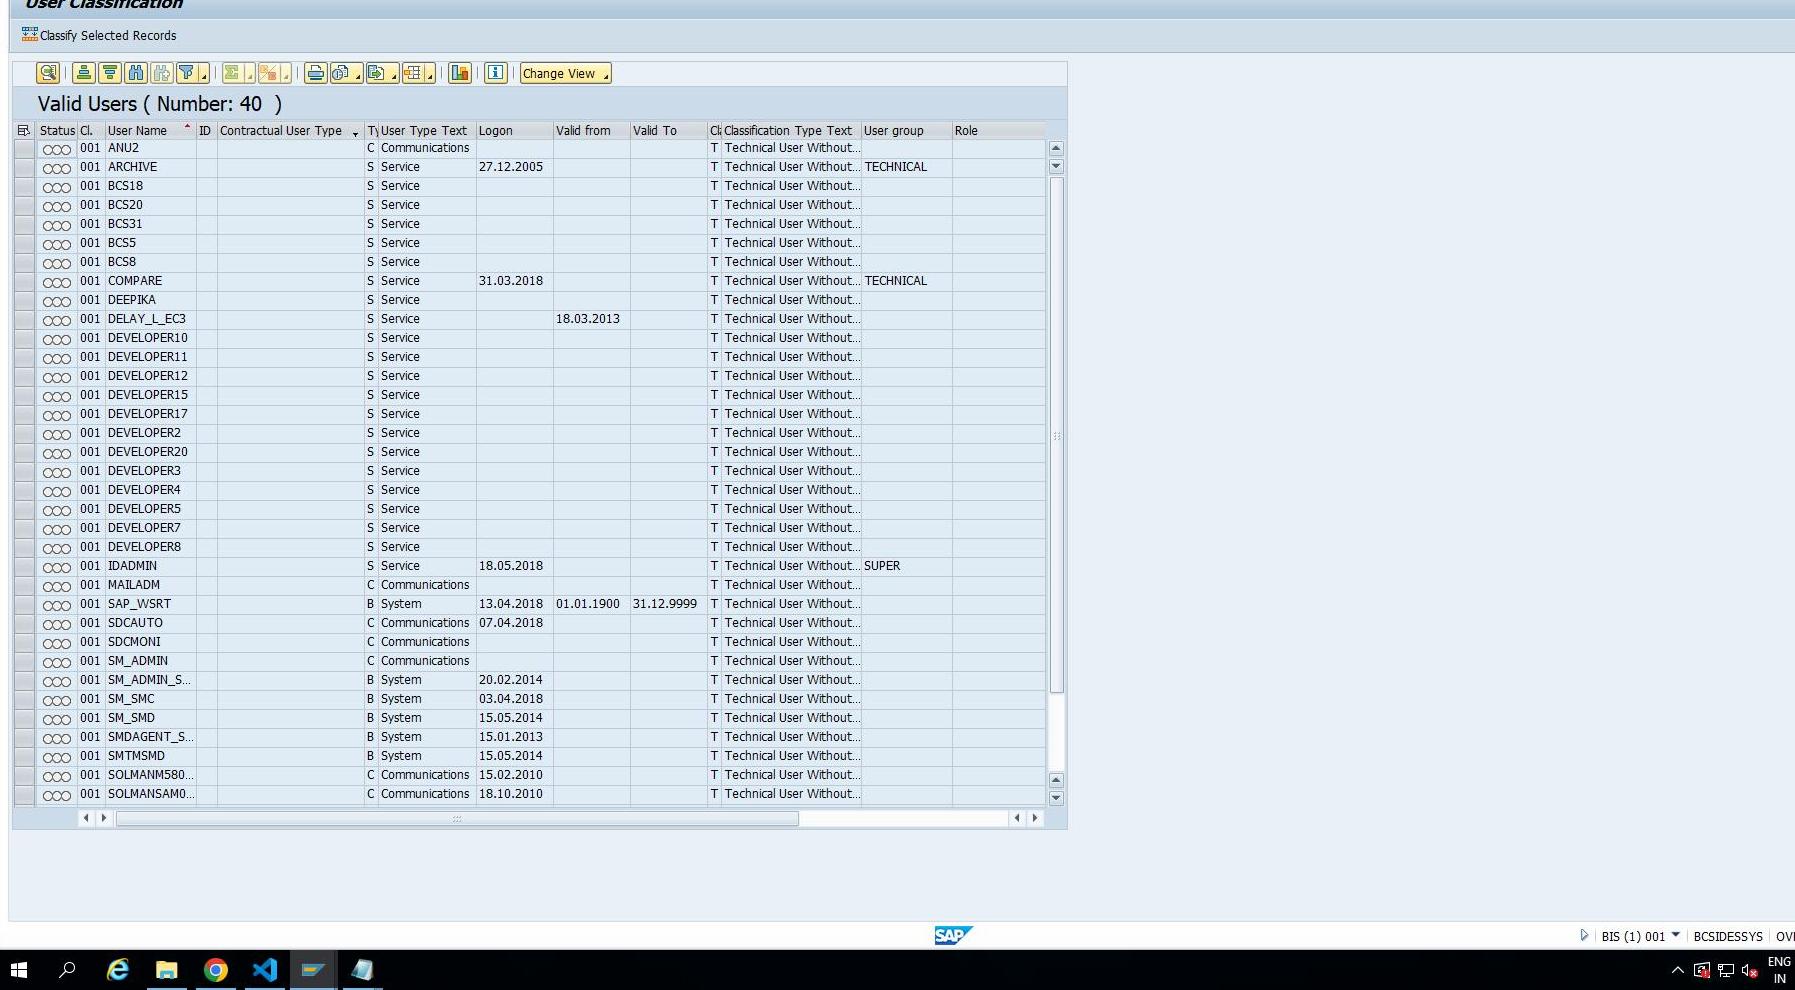 User Classification
Classify Selected Records
Change View
Valid Users ( Number: 40 )
Status Cl. User Name ID Contractual User Type Ty User Type Text Logon Valid from Valid To Cla Classification Type Text User group Role
001 ANU2 C Communications T Technical User Without...
001 ARCHIVE S Service 27.12.2005 T Technical User Without... TECHNICAL
001 BCS18 S Service T Technical User Without...
001 BCS20 S Service T Technical User Without...
001 BCS31 S Service T Technical User Without...
001 BCS5 S Service T Technical User Without...
001 BCS8 S Service T Technical User Without...
001 COMPARE S Service 31.03.2018 T Technical User Without... TECHNICAL
001 DEEPIKA S Service T Technical User Without...
001 DELAY_L_EC3 S Service 18.03.2013 T Technical User Without...
001 DEVELOPER10 S Service T Technical User Without...
001 DEVELOPER11 S Service T Technical User Without...
001 DEVELOPER12 S Service T Technical User Without...
001 DEVELOPER15 S Service T Technical User Without...
001 DEVELOPER17 S Service T Technical User Without...
001 DEVELOPER2 S Service T Technical User Without...
001 DEVELOPER20 S Service T Technical User Without...
001 DEVELOPER3 S Service T Technical User Without...
001 DEVELOPER4 S Service T Technical User Without...
001 DEVELOPER5 S Service T Technical User Without...
001 DEVELOPER7 S Service T Technical User Without...
001 DEVELOPER8 S Service T Technical User Without...
001 IDADMIN S Service 18.05.2018 T Technical User Without... SUPER
001 MAILADM C Communications T Technical User Without...
001 SAP_WSRT B System 13.04.2018 01.01.1900 31.12.9999 T Technical User Without...
001 SDCAUTO C Communications 07.04.2018 T Technical User Without...
001 SDCMONI C Communications T Technical User Without...
001 SM_ADMIN C Communications T Technical User Without...
001 SM_ADMIN_S... B System 20.02.2014 T Technical User Without...
001 SM_SMC B System 03.04.2018 T Technical User Without...
001 SM_SMD B System 15.05.2014 T Technical User Without...
001 SMDAGENT_S... B System 15.01.2013 T Technical User Without...
001 SMTMSMD B System 15.05.2014 T Technical User Without...
001 SOLMANM580... C Communications 15.02.2010 T Technical User Without...
001 SOLMANSAM0... C Communications 18.10.2010 T Technical User Without...
SAP
BIS (1) 001 BCSIDESSYS OV
ENG
IN